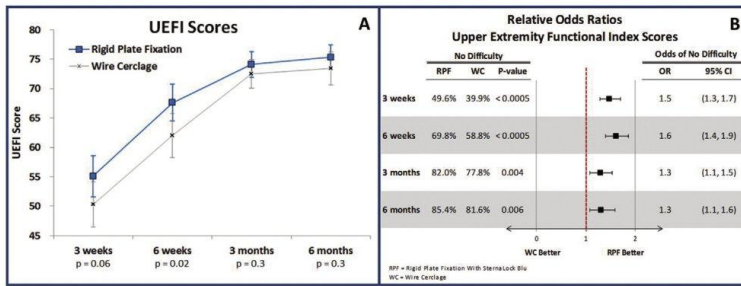 UEFI Scores
A
Rigid Plate Fixation
Wire Cerclage
80
75
70
65
60
55
50
45
UEFI Score
3 weeks 6 weeks 3 months 6 months
p = 0.06 p = 0.02 p = 0.3 p = 0.3
Relative Odds Ratios
B
Upper Extremity Functional Index Scores
No Difficulty
Odds of No Difficulty
RPF WC P-value
OR 95% CI
3 weeks 49.6% 39.9% < 0.0005 1.5 (1.3, 1.7)
6 weeks 69.8% 58.8% < 0.0005 1.6 (1.4, 1.9)
3 months 82.0% 77.8% 0.004 1.3 (1.1, 1.5)
6 months 85.4% 81.6% 0.006 1.3 (1.1, 1.6)
0 1 2
WC Better RPF Better
RPF = Rigid Plate Fixation With SternaLock Blu
WC = Wire Cerclage